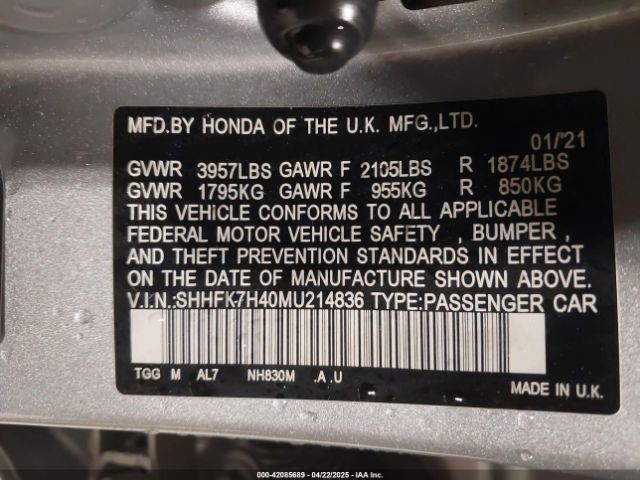 MFD.BY HONDA OF THE U.K. MFG.,LTD.
01/'21
GVWR 3957LBS GAWR F 2105LBS R 1874LBS
GVWR 1795KG GAWR F 955KG R 850KG
THIS VEHICLE CONFORMS TO ALL APPLICABLE
FEDERAL MOTOR VEHICLE SAFETY , BUMPER ,
AND THEFT PREVENTION STANDARDS IN EFFECT
ON THE DATE OF MANUFACTURE SHOWN ABOVE.
V.I.N.:SHHFK7H40MU214836 TYPE:PASSENGER CAR
TGG M AL7 NH830M .A .U
MADE IN U.K.
000-42085689 - 04/22/2025 - IAAI.com